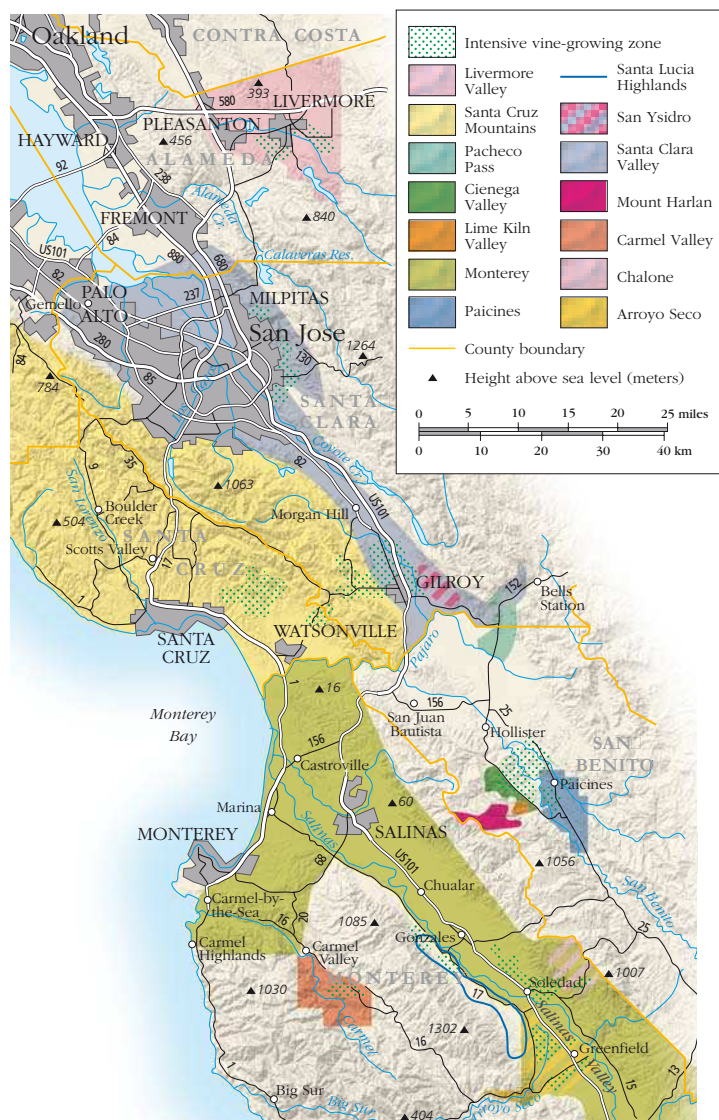 Oakland
CONTRA COSTA
393
580
LIVERMORE
PLEASANTON
HAYWARD
456
ALAMEDA
92
238
Alameda
Cr.
FREMONT
840
84
880
680
US101
Calaveras Res.
82
237
PALO
ALTO
Gemello
MILPITAS
San Jose
280
1264
130
85
84
784
SANTA
CLARA
Coyote Cr.
82
35
9
1063
US101
San Lorenzo
Boulder
Creek
Morgan Hill
504
SANTA
CRUZ
Scotts Valley
17
GILROY
152
Bells
Station
1
SANTA
CRUZ
WATSONVILLE
Pajaro
1
16
156
San Juan
Bautista
25
Hollister
Monterey
Bay
SAN
BENITO
156
Castroville
Paicines
Marina
60
MONTEREY
Salinas
SALINAS
68
US101
1056
Chualar
San Benito
Carmel-by-
the-Sea
16
20
1085
Gonzales
25
Carmel
Highlands
Carmel
Valley
MONTEREY
1007
Soledad
1030
17
Salinas
Valley
Carmel
1302
16
Greenfield
1
15
13
Big Sur
Big Sur
404
Arroyo Seco
Intensive vine-growing zone
Livermore
Valley
Santa Lucia
Highlands
Santa Cruz
Mountains
San Ysidro
Pacheco
Pass
Santa Clara
Valley
Cienega
Valley
Mount Harlan
Lime Kiln
Valley
Carmel Valley
Monterey
Chalone
Paicines
Arroyo Seco
County boundary
Height above sea level (meters)
0 5 10 15 20 25 miles
0 10 20 30 40 km